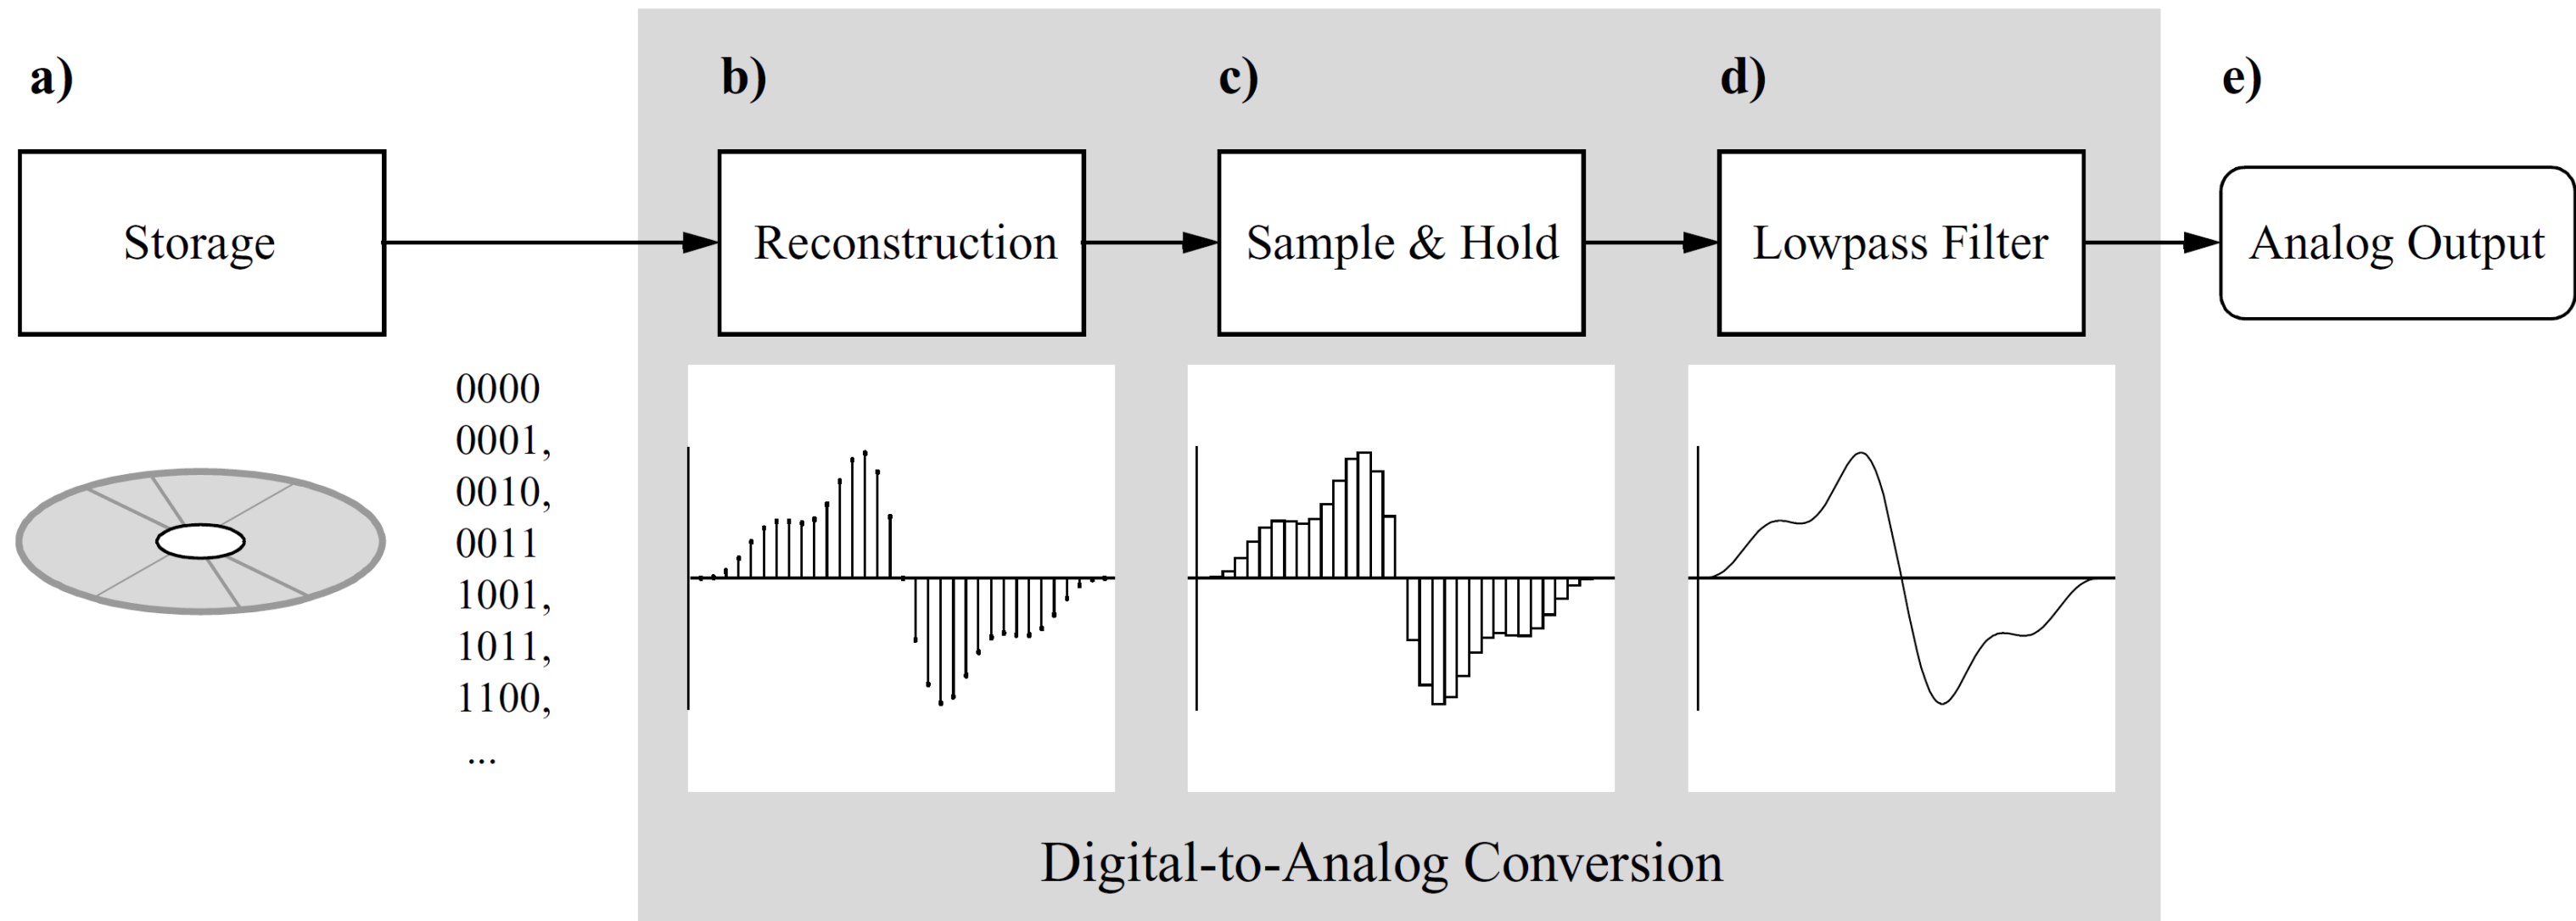 a)
b)
c)
d)
e)
Storage
Reconstruction
Sample & Hold
Lowpass Filter
Analog Output
0000
0001,
0010,
0011
1001,
1011,
1100,
...
Digital-to-Analog Conversion